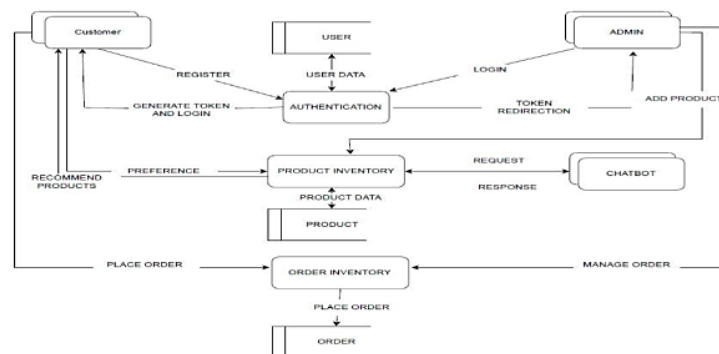 Customer
USER
ADMIN
REGISTER
USER DATA
LOGIN
GENERATE TOKEN
AND LOGIN
AUTHENTICATION
TOKEN
REDIRECTION
ADD PRODUCT
RECOMMEND
PRODUCTS
PREFERENCE
PRODUCT INVENTORY
REQUEST
RESPONSE
CHATBOT
PRODUCT DATA
PRODUCT
PLACE ORDER
ORDER INVENTORY
MANAGE ORDER
PLACE ORDER
ORDER